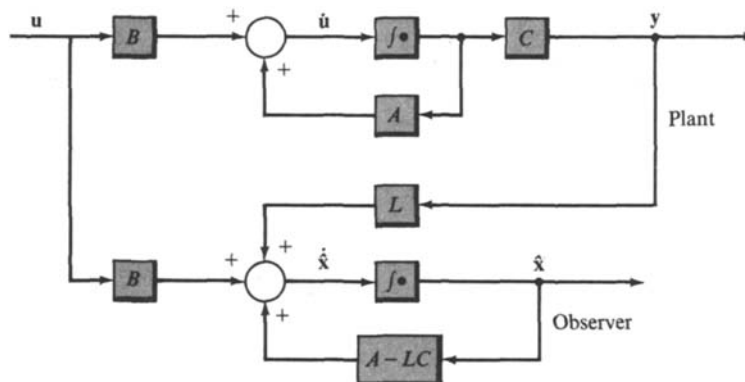 u
B
+
u̇
∫•
C
y
+
A
Plant
L
B
+
+
x̂̇
∫•
x̂
+
Observer
A – LC